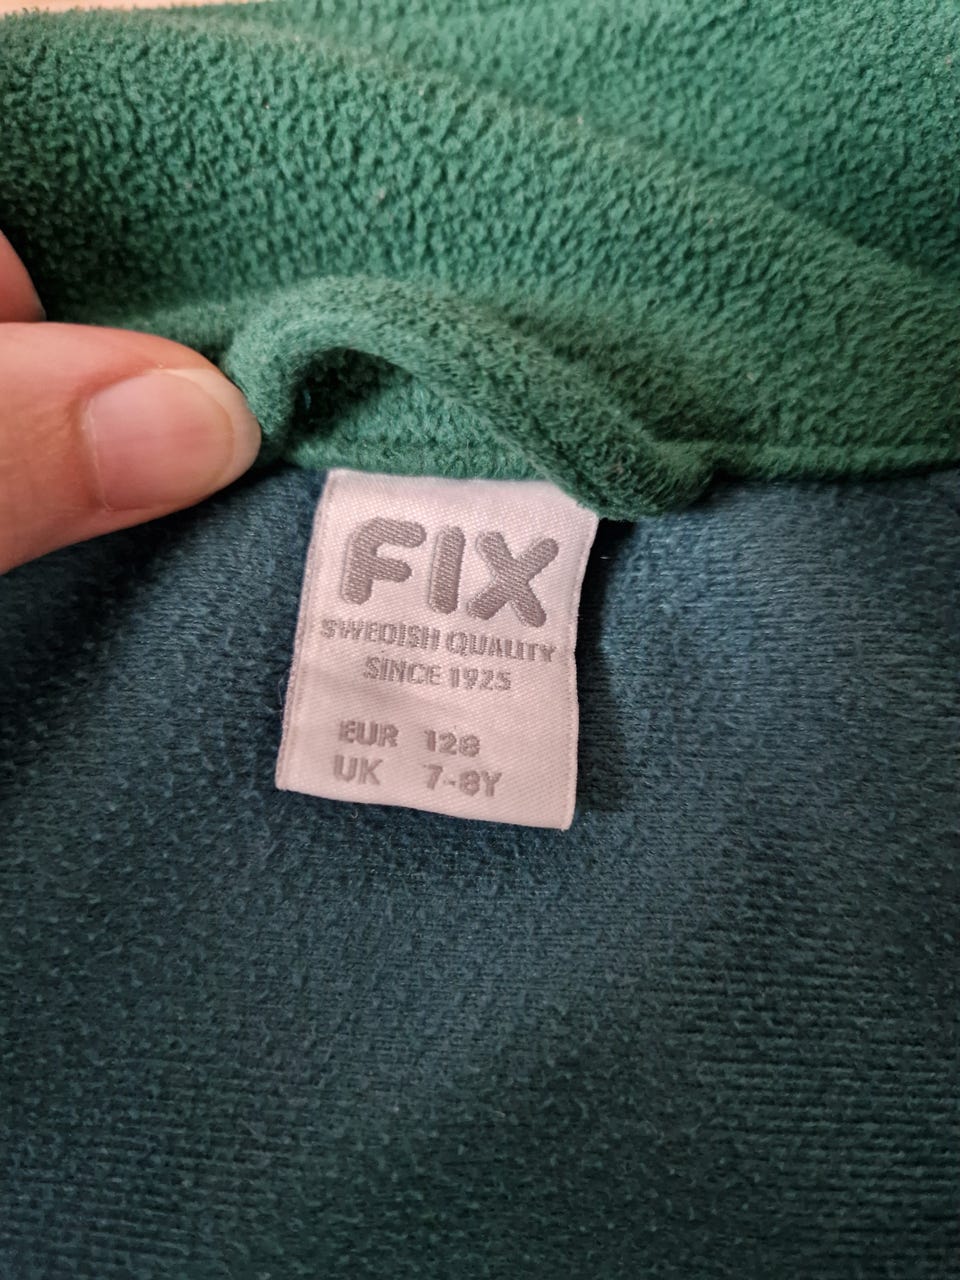 FIX
SWEDISH QUALITY
SINCE 1925
EUR 128
UK 7-8Y